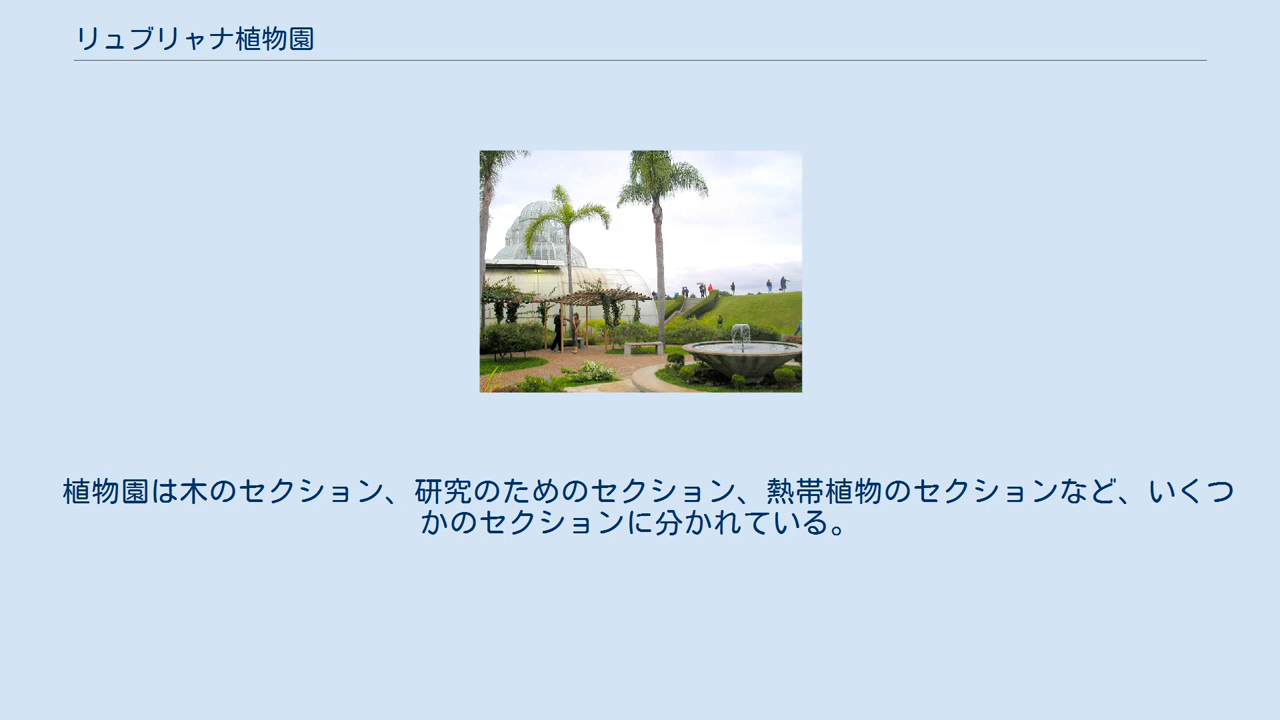 リュブリャナ植物園
植物園は木のセクション、研究のためのセクション、熱帯植物のセクションなど、いくつ
かのセクションに分かれている。